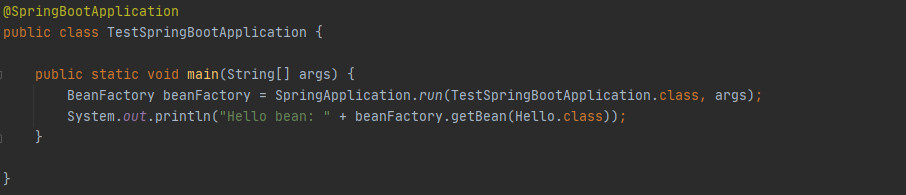 @SpringBootApplication
public class TestSpringBootApplication {
public static void main(String[] args) {
BeanFactory beanFactory = SpringApplication.run(TestSpringBootApplication.class, args);
System.out.println("Hello bean: " + beanFactory.getBean(Hello.class));
}
}